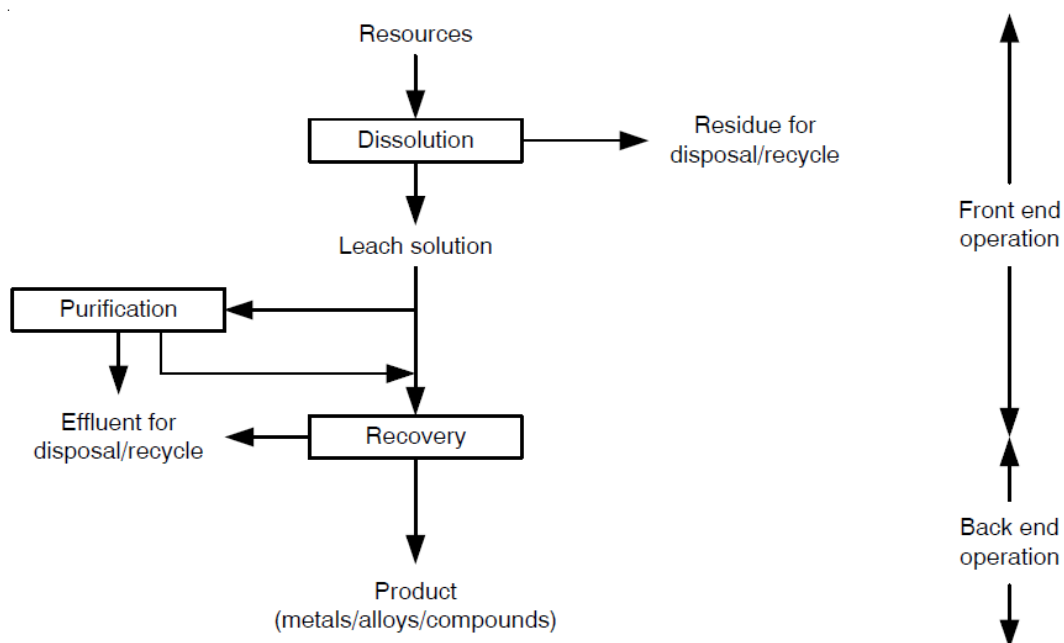 Resources
Dissolution
Residue for
disposal/recycle
Front end
operation
Leach solution
Purification
Effluent for
disposal/recycle
Recovery
Back end
operation
Product
(metals/alloys/compounds)